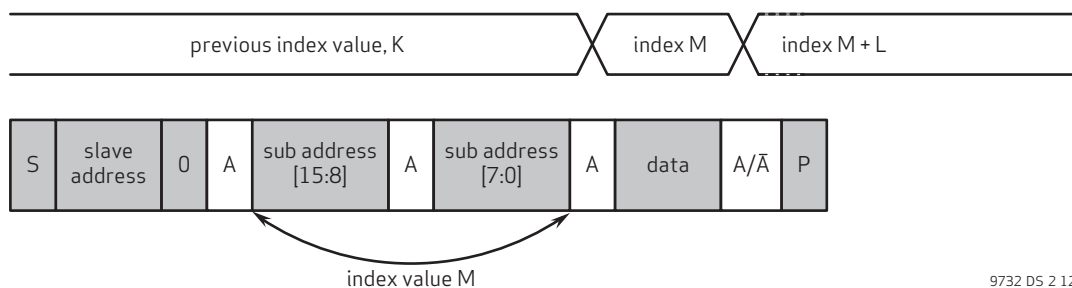 previous index value, K
index M
index M + L
S
slave
address
0
A
sub address
[15:8]
A
sub address
[7:0]
A
data
A/Ā
P
index value M
9732 DS 2 12